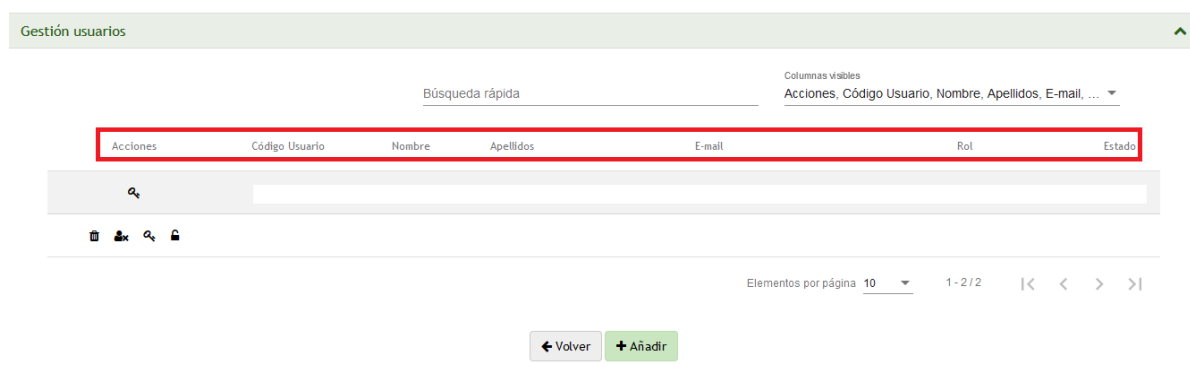 Gestión usuarios
Columnas visibles
Búsqueda rápida
Acciones, Código Usuario, Nombre, Apellidos, E-mail, ...
Acciones Código Usuario Nombre Apellidos E-mail Rol Estado
Elementos por página 10 1 - 2 / 2
Volver Añadir